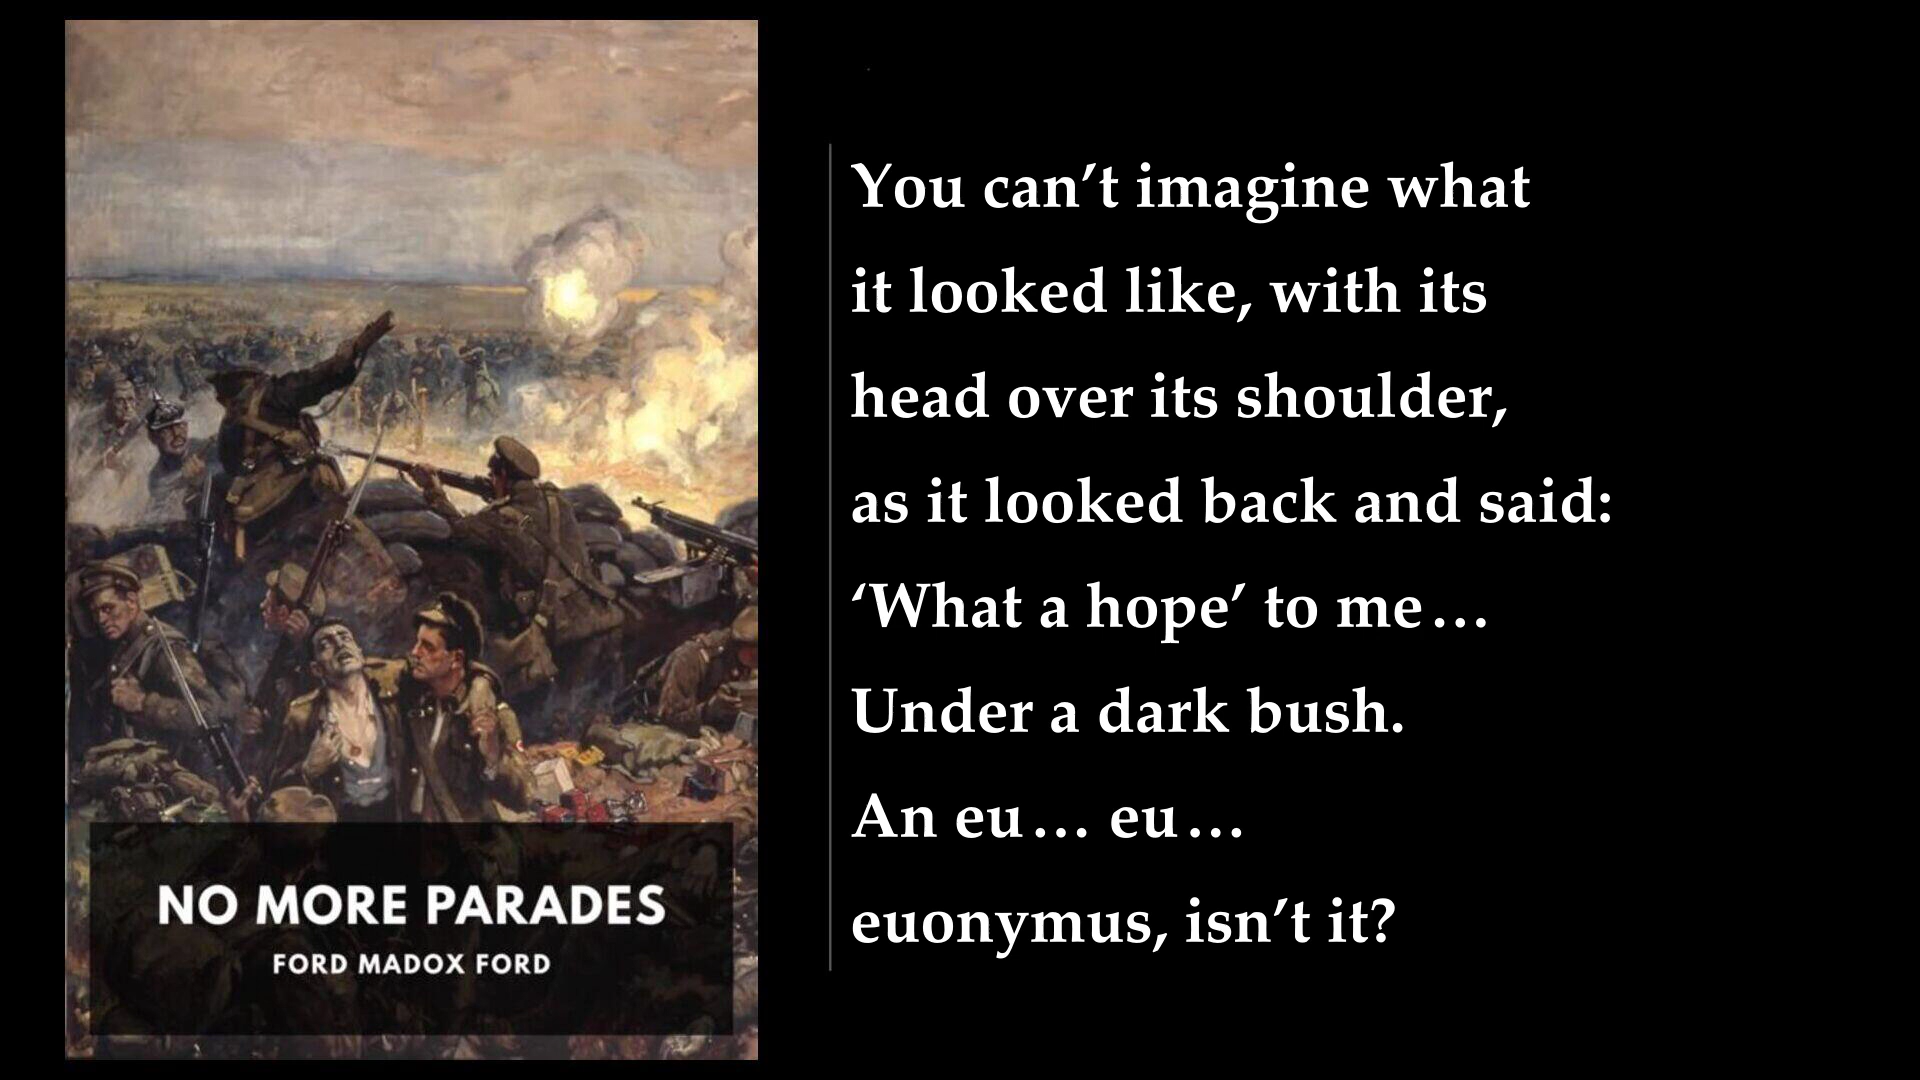 NO MORE PARADES
FORD MADOX FORD
You can’t imagine what
it looked like, with its
head over its shoulder,
as it looked back and said:
‘What a hope’ to me…
Under a dark bush.
An eu… eu…
euonymus, isn’t it?